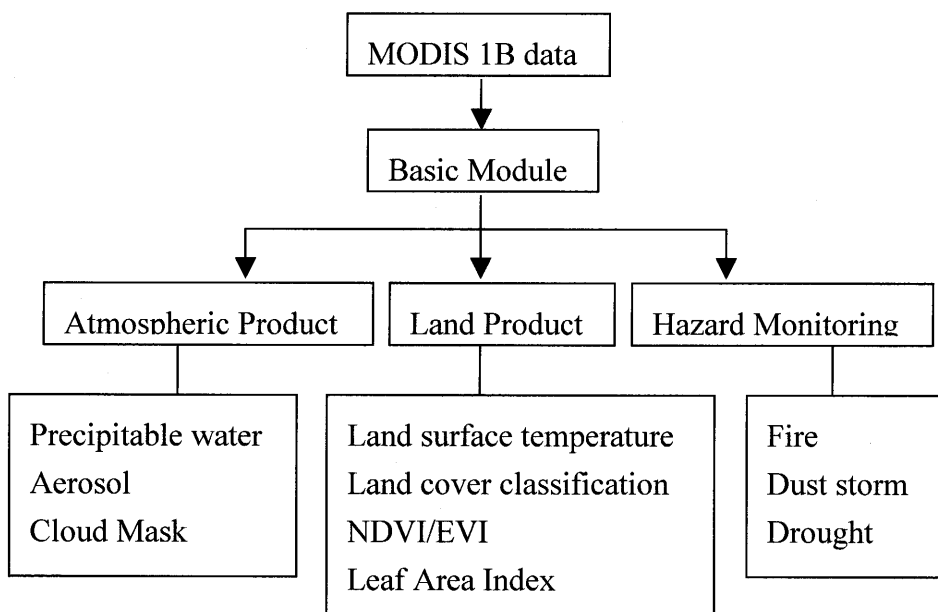 MODIS 1B data
Basic Module
Atmospheric Product
Land Product
Hazard Monitoring
Precipitable water
Aerosol
Cloud Mask
Land surface temperature
Land cover classification
NDVI/EVI
Leaf Area Index
Fire
Dust storm
Drought